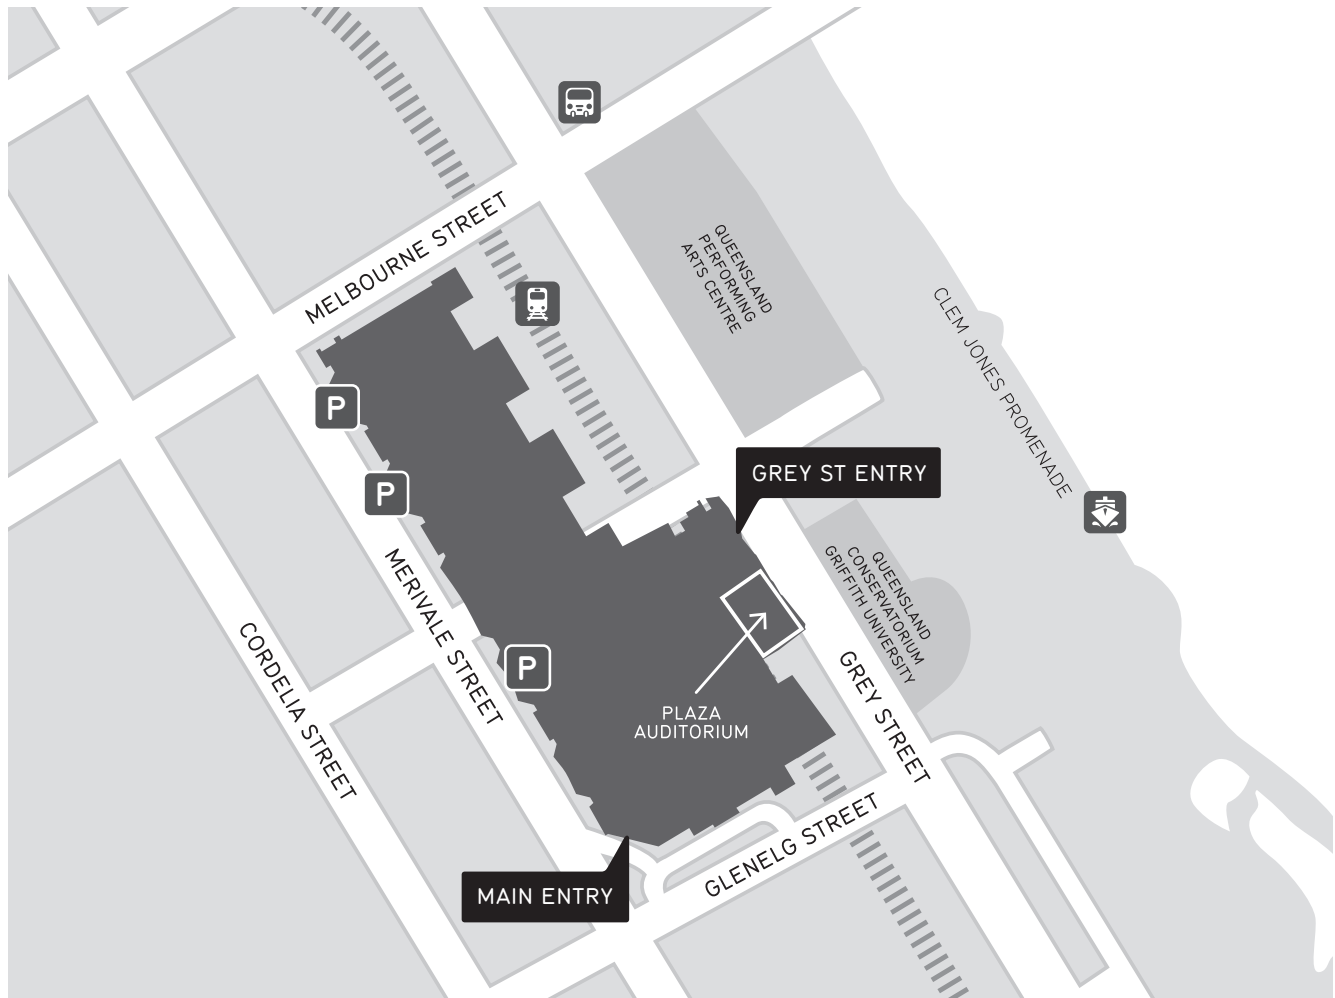 MELBOURNE STREET
QUEENSLAND
PERFORMING
ARTS CENTRE
CLEM JONES PROMENADE
P
P
GREY ST ENTRY
QUEENSLAND
CONSERVATORIUM
GRIFFITH UNIVERSITY
MERIVALE STREET
CORDELIA STREET
P
GREY STREET
PLAZA
AUDITORIUM
GLENELG STREET
MAIN ENTRY